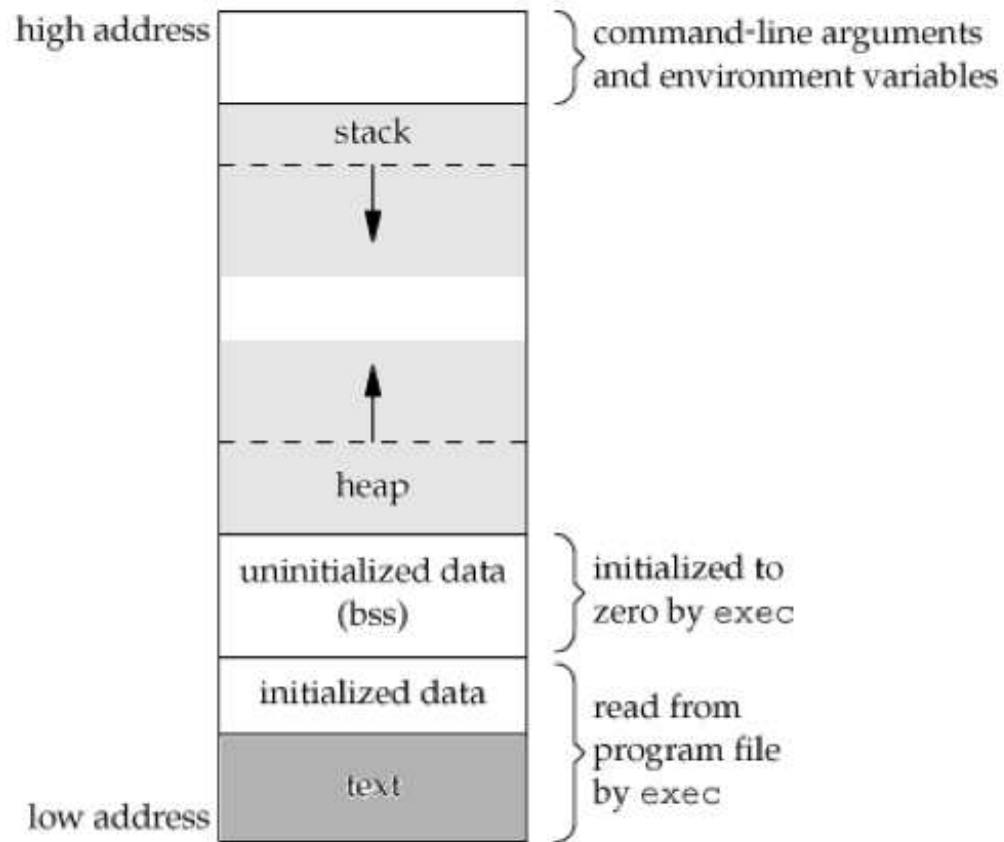 high address
command-line arguments
and environment variables
stack
heap
uninitialized data
(bss)
initialized to
zero by exec
initialized data
read from
program file
by exec
text
low address